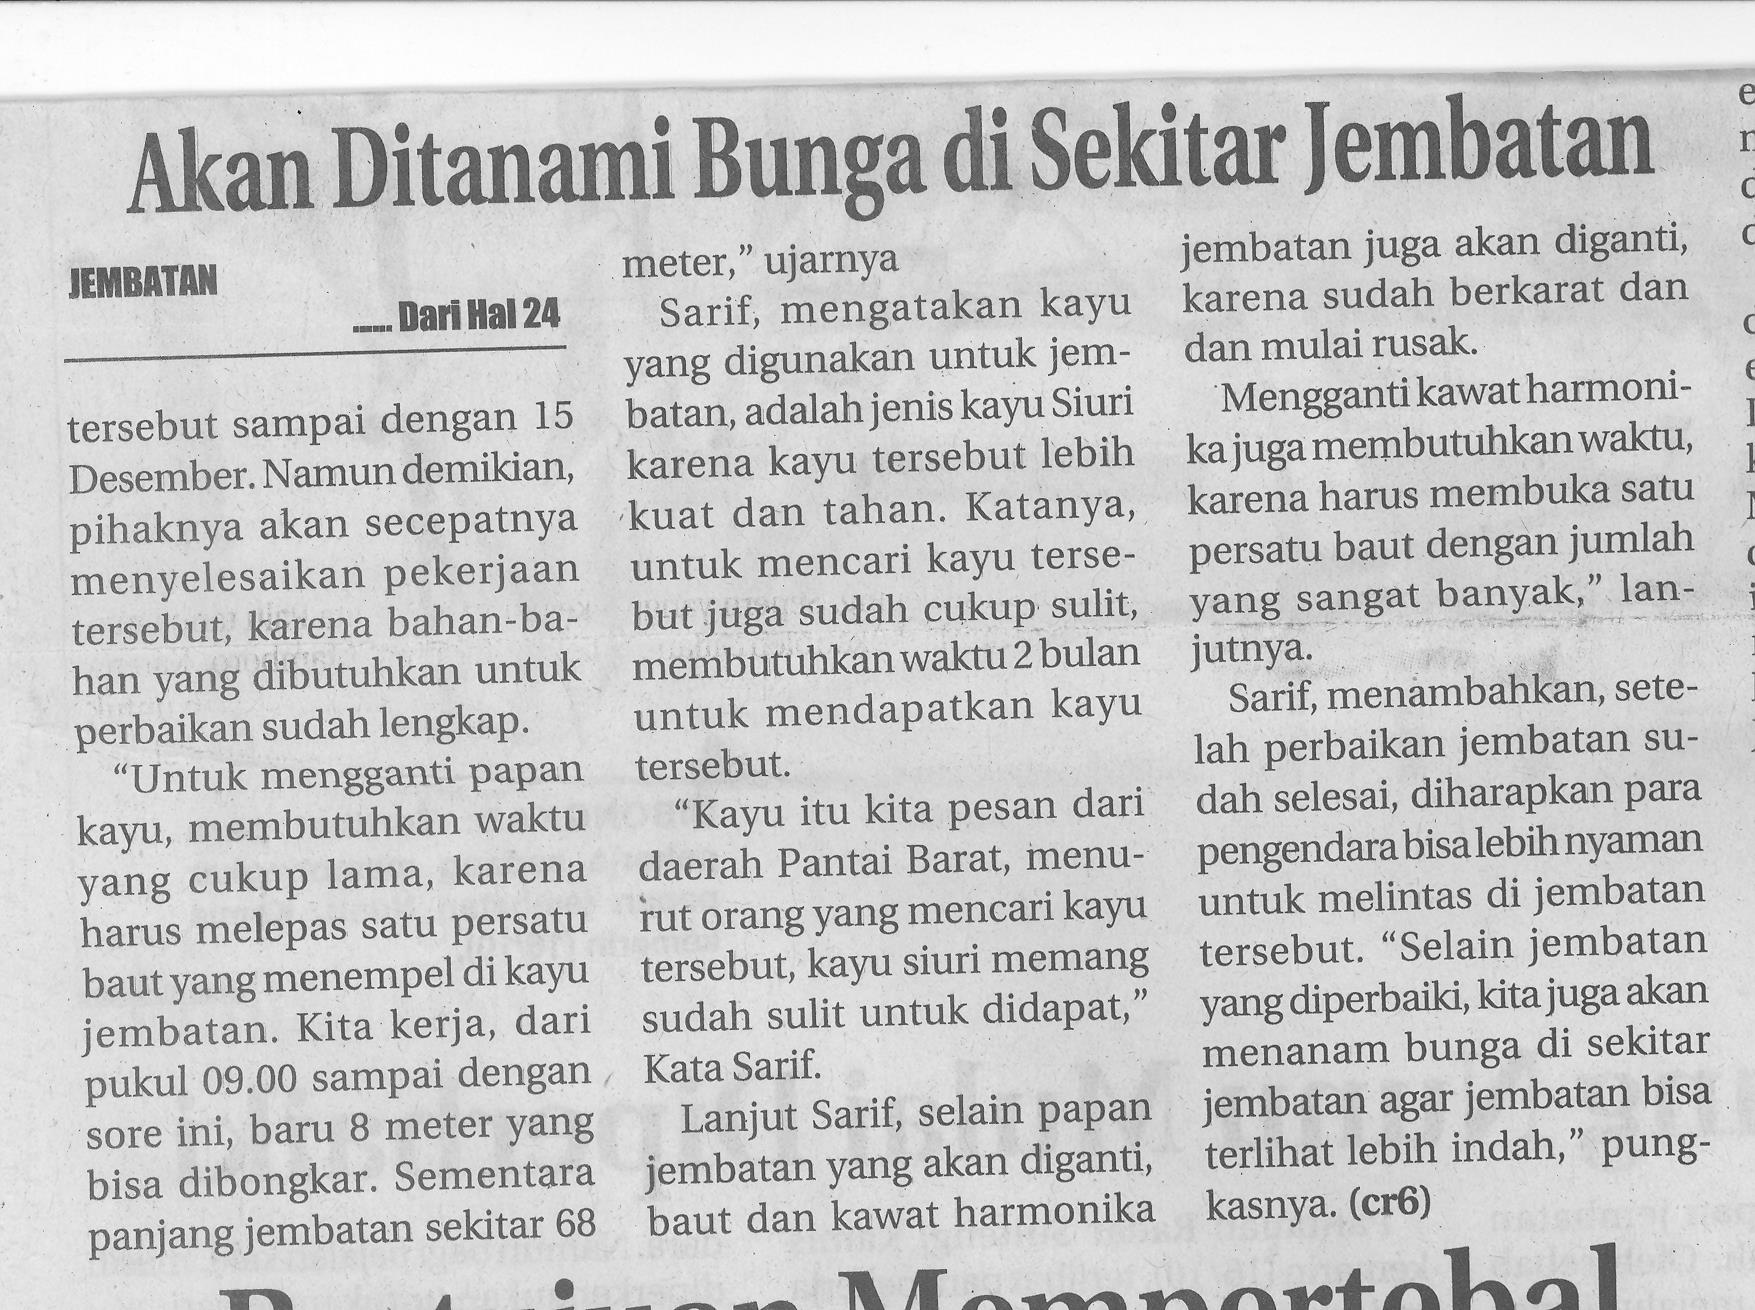 Akan Ditanami Bunga di Sekitar Jembatan
JEMBATAN
...... Dari Hal 24
tersebut sampai dengan 15
Desember. Namun demikian,
pihaknya akan secepatnya
menyelesaikan pekerjaan
tersebut, karena bahan-ba-
han yang dibutuhkan untuk
perbaikan sudah lengkap.
“Untuk mengganti papan
kayu, membutuhkan waktu
yang cukup lama, karena
harus melepas satu persatu
baut yang menempel di kayu
jembatan. Kita kerja, dari
pukul 09.00 sampai dengan
sore ini, baru 8 meter yang
bisa dibongkar. Sementara
panjang jembatan sekitar 68
meter,” ujarnya
Sarif, mengatakan kayu
yang digunakan untuk jem-
batan, adalah jenis kayu Siuri
karena kayu tersebut lebih
kuat dan tahan. Katanya,
untuk mencari kayu terse-
but juga sudah cukup sulit,
membutuhkan waktu 2 bulan
untuk mendapatkan kayu
tersebut.
“Kayu itu kita pesan dari
daerah Pantai Barat, menu-
rut orang yang mencari kayu
tersebut, kayu siuri memang
sudah sulit untuk didapat,”
Kata Sarif.
Lanjut Sarif, selain papan
jembatan yang akan diganti,
baut dan kawat harmonika
jembatan juga akan diganti,
karena sudah berkarat dan
dan mulai rusak.
Mengganti kawat harmoni-
ka juga membutuhkan waktu,
karena harus membuka satu
persatu baut dengan jumlah
yang sangat banyak,” lan-
jutnya.
Sarif, menambahkan, sete-
lah perbaikan jembatan su-
dah selesai, diharapkan para
pengendara bisa lebih nyaman
untuk melintas di jembatan
tersebut. “Selain jembatan
yang diperbaiki, kita juga akan
menanam bunga di sekitar
jembatan agar jembatan bisa
terlihat lebih indah,” pung-
kasnya. (cr6)